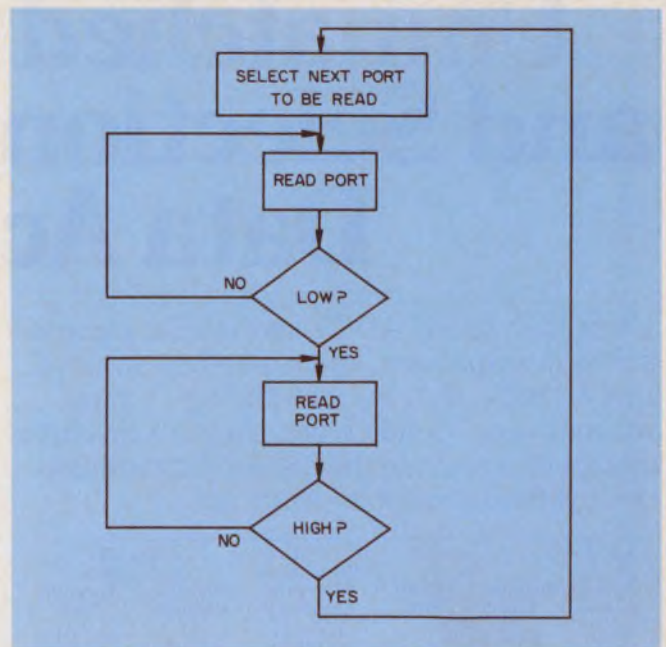 SELECT NEXT PORT
TO BE READ
READ PORT
NO
LOW?
YES
READ
PORT
HIGH?
NO
YES